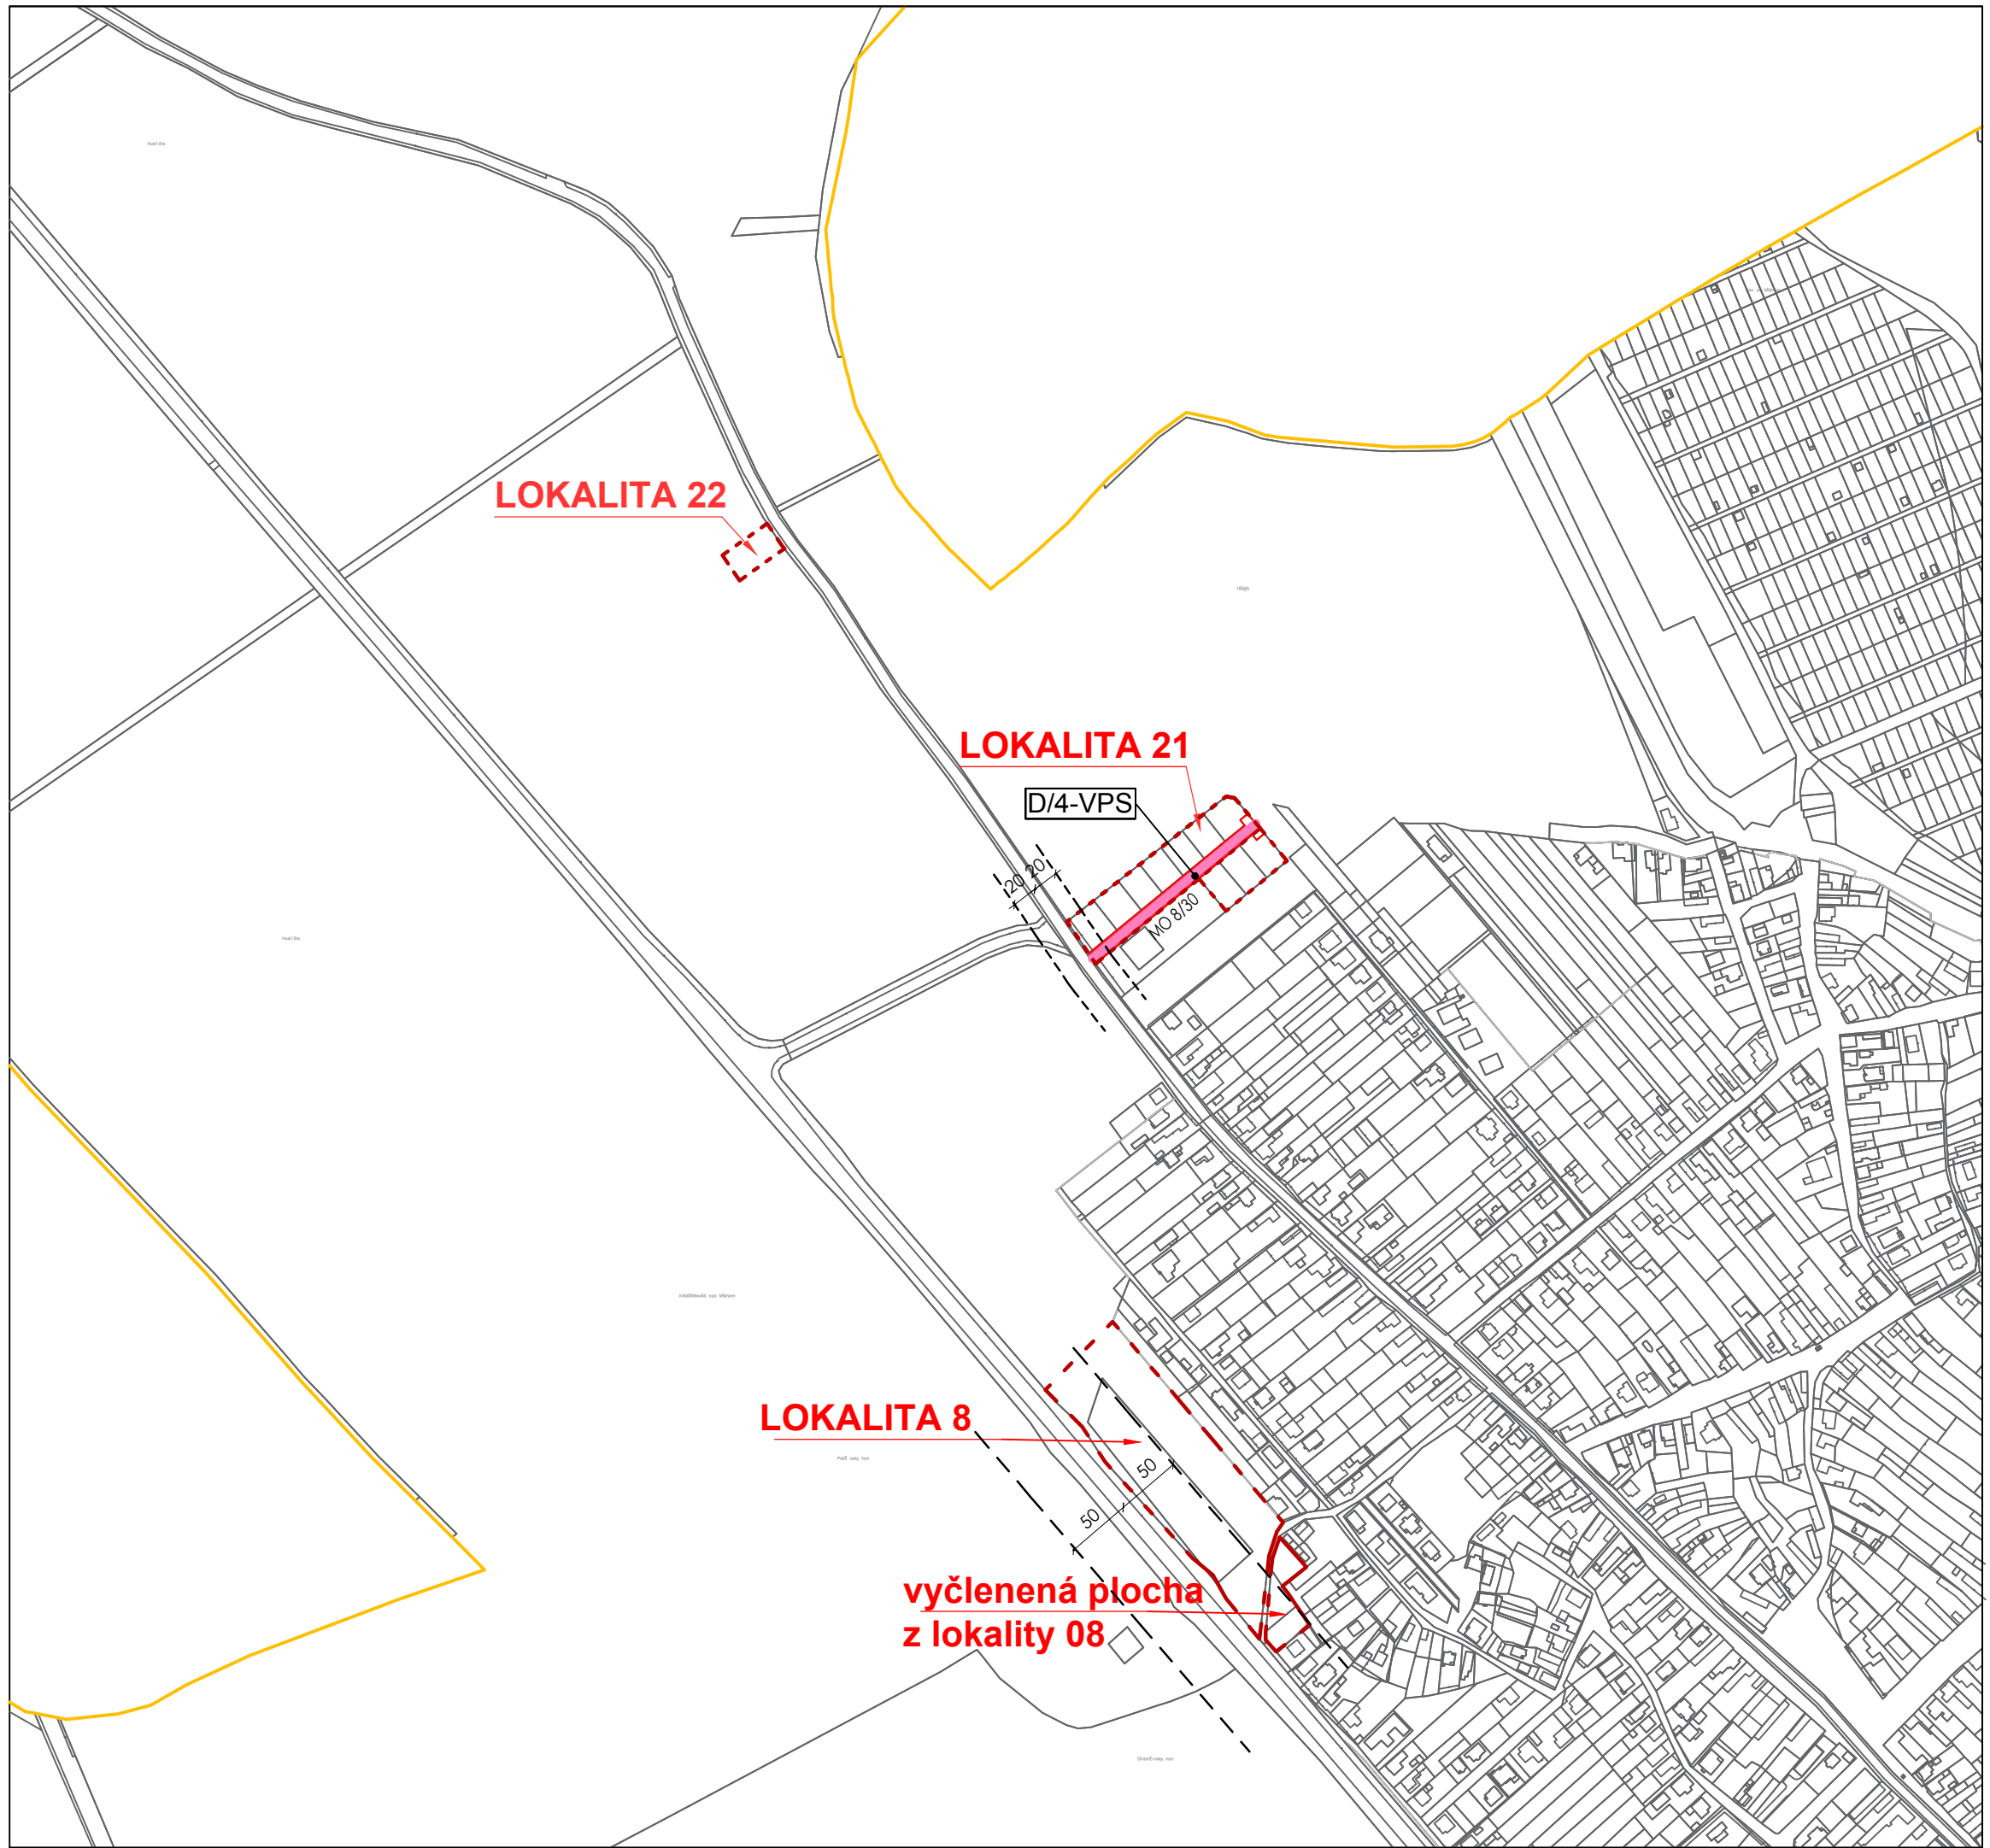 LOKALITA 22
LOKALITA 21
D/4-VPS
20 20
MO 8/30
LOKALITA 8
50
50
vyčlenená plocha
z lokality 08